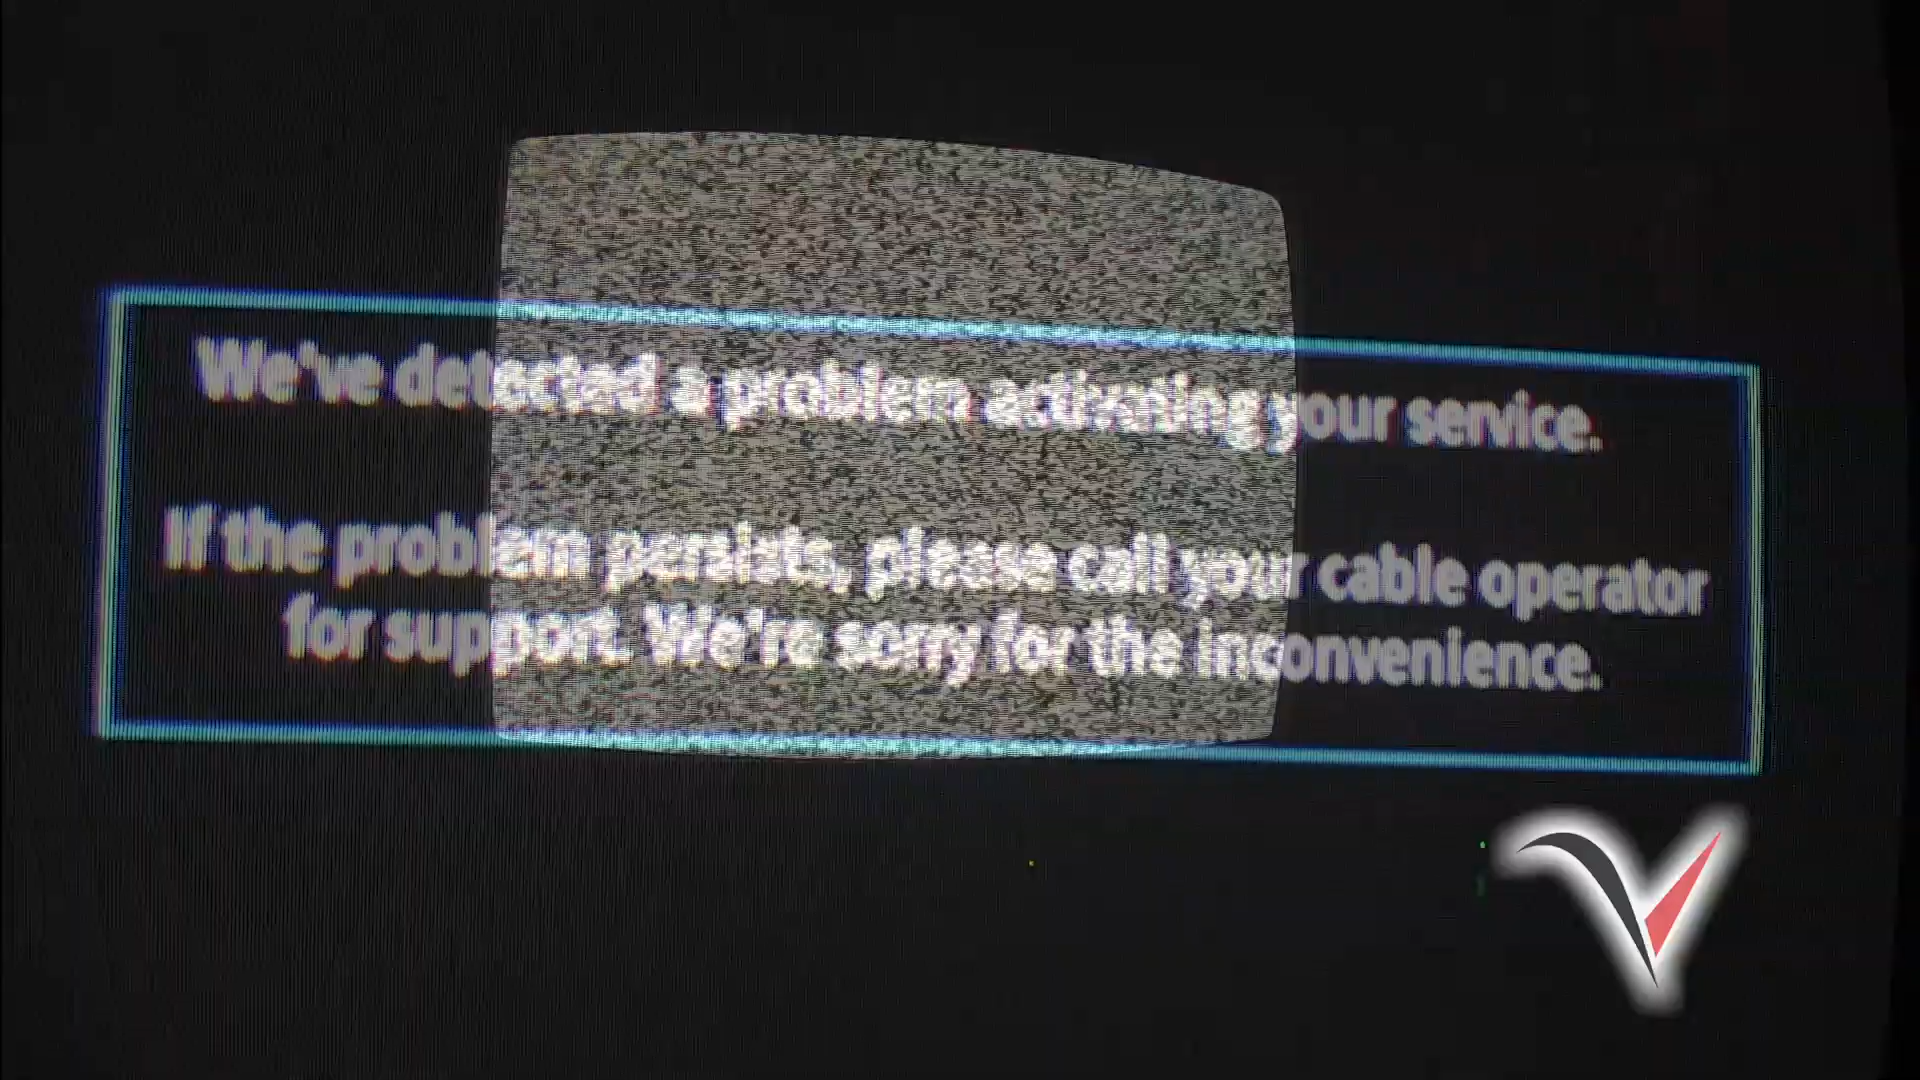 We've detected a problem activating your service.
If the problem persists, please call your cable operator
for support. We're sorry for the inconvenience.